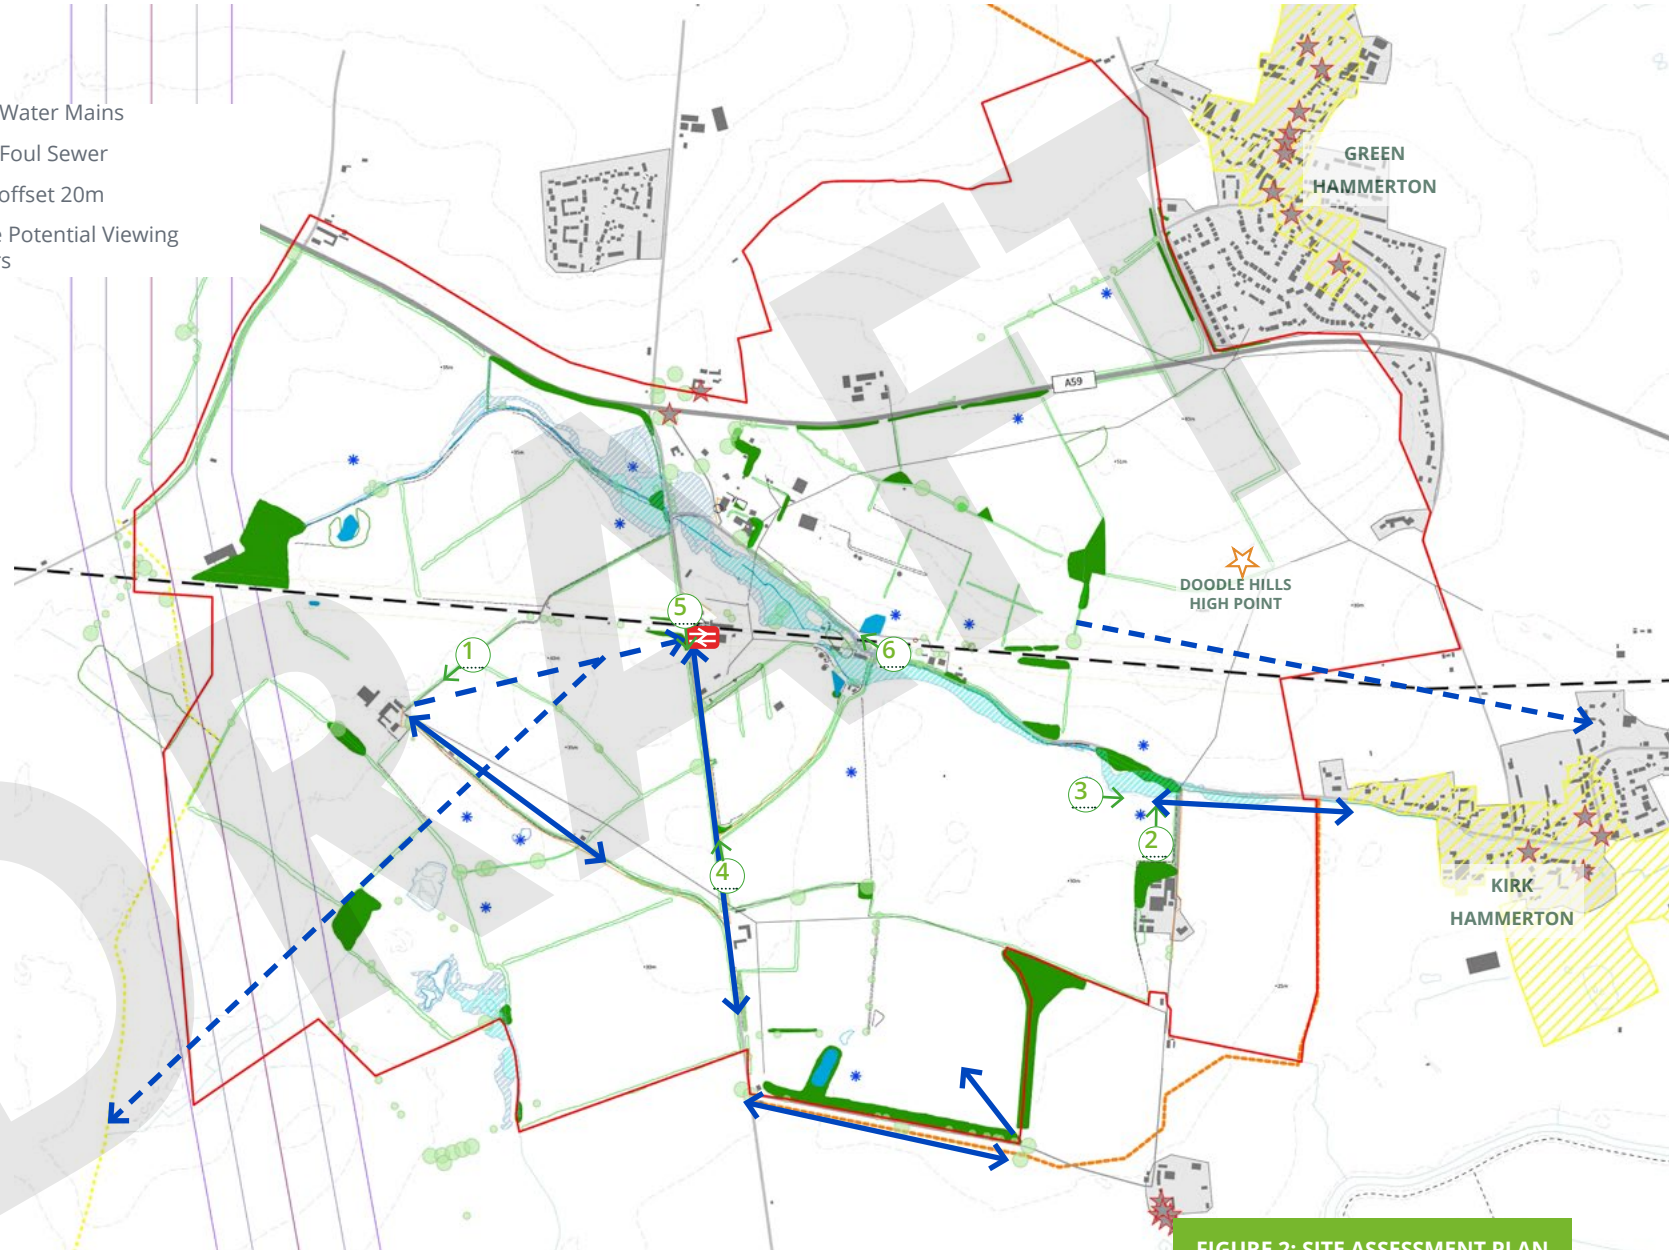 Water Mains
Foul Sewer
offset 20m
e Potential Viewing
rs
GREEN
HAMMERTON
A59
DOODLE HILLS
HIGH POINT
5
1
6
3
2
4
KIRK
HAMMERTON
DRAFT
FIGURE 2: SITE ASSESSMENT PLAN